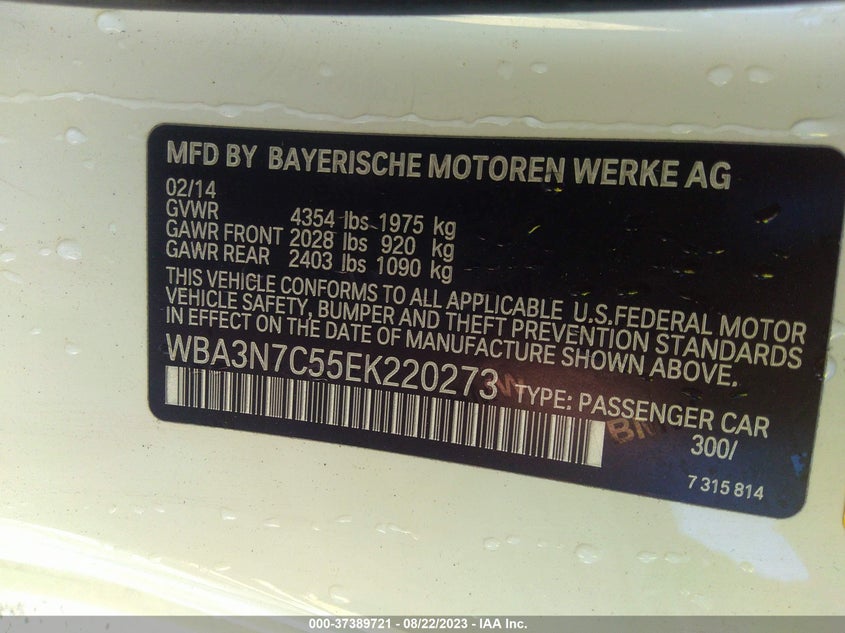 MFD BY BAYERISCHE MOTOREN WERKE AG
02/14
GVWR 4354 lbs 1975 kg
GAWR FRONT 2028 lbs 920 kg
GAWR REAR 2403 lbs 1090 kg
THIS VEHICLE CONFORMS TO ALL APPLICABLE U.S.FEDERAL MOTOR
VEHICLE SAFETY, BUMPER AND THEFT PREVENTION STANDARDS
IN EFFECT ON THE DATE OF MANUFACTURE SHOWN ABOVE.
WBA3N7C55EK220273 TYPE: PASSENGER CAR
300/
7 315 814
000-37389721 - 08/22/2023 - IAA Inc.